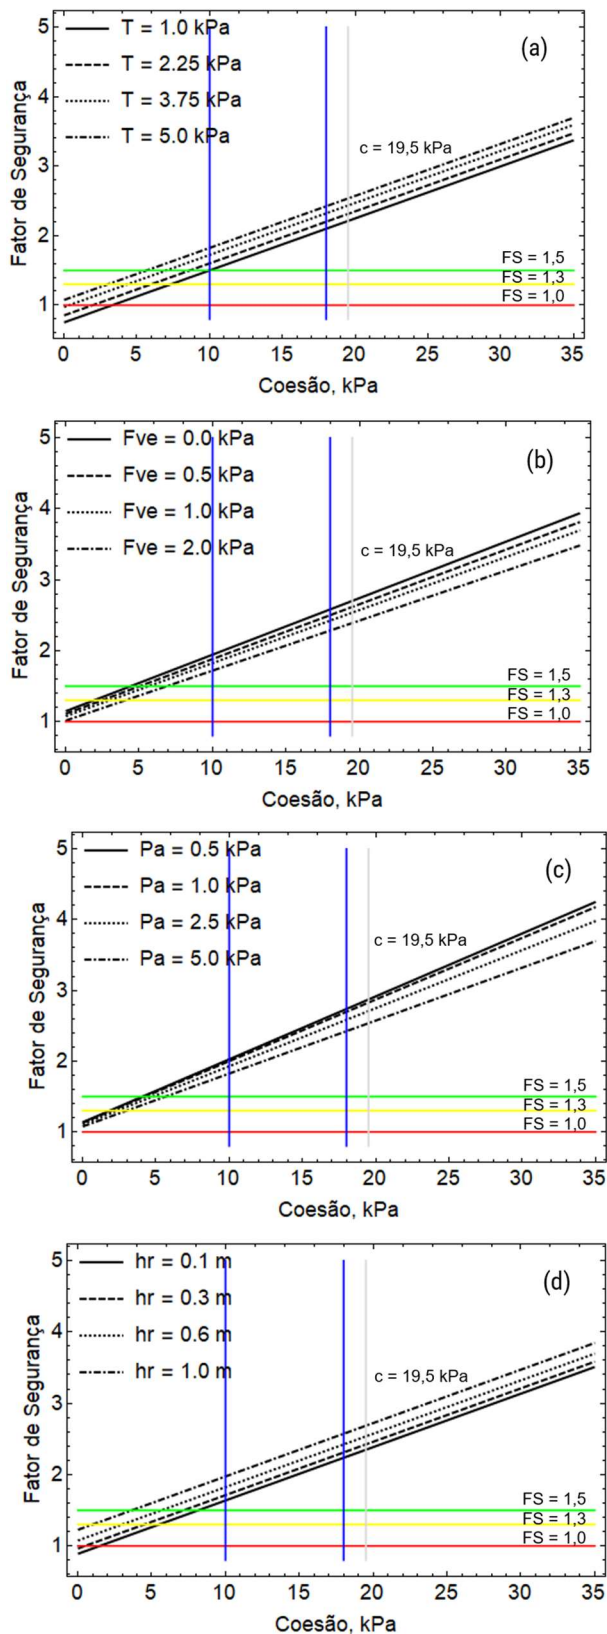 5
T = 1.0 kPa
(a)
T = 2.25 kPa
4
T = 3.75 kPa
T = 5.0 kPa
Fator de Segurança
c = 19,5 kPa
3
2
FS = 1,5
FS = 1,3
FS = 1,0
1
0 5 10 15 20 25 30 35
Coesão, kPa
5
Fve = 0.0 kPa
(b)
Fve = 0.5 kPa
4
Fve = 1.0 kPa
Fve = 2.0 kPa
Fator de Segurança
c = 19,5 kPa
3
2
FS = 1,5
FS = 1,3
FS = 1,0
1
0 5 10 15 20 25 30 35
Coesão, kPa
5
Pa = 0.5 kPa
(c)
Pa = 1.0 kPa
4
Pa = 2.5 kPa
Pa = 5.0 kPa
Fator de Segurança
c = 19,5 kPa
3
2
FS = 1,5
FS = 1,3
FS = 1,0
1
0 5 10 15 20 25 30 35
Coesão, kPa
5
hr = 0.1 m
(d)
hr = 0.3 m
4
hr = 0.6 m
hr = 1.0 m
Fator de Segurança
c = 19,5 kPa
3
2
FS = 1,5
FS = 1,3
FS = 1,0
1
0 5 10 15 20 25 30 35
Coesão, kPa